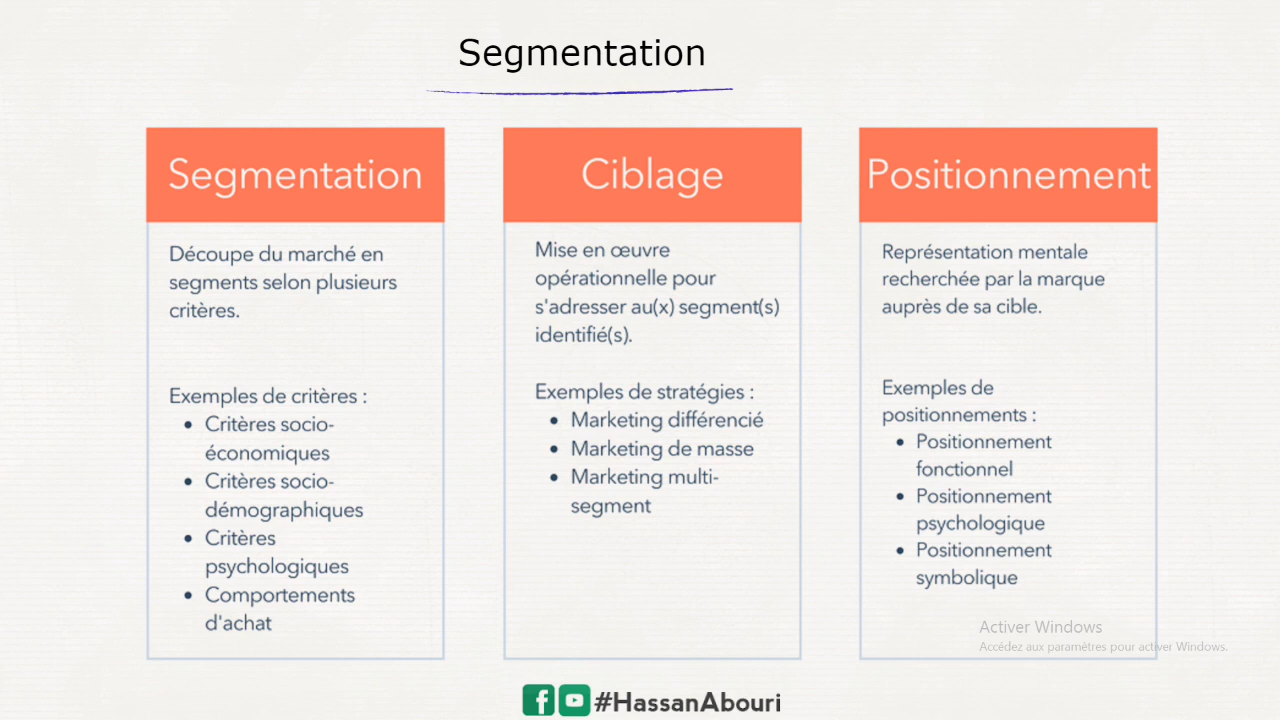 Segmentation
Segmentation
Découpe du marché en
segments selon plusieurs
critères.
Exemples de critères :
• Critères socio-
économiques
• Critères socio-
démographiques
• Critères
psychologiques
• Comportements
d'achat
Ciblage
Mise en œuvre
opérationnelle pour
s'adresser au(x) segment(s)
identifié(s).
Exemples de stratégies :
• Marketing différencié
• Marketing de masse
• Marketing multi-
segment
Positionnement
Représentation mentale
recherchée par la marque
auprès de sa cible.
Exemples de
positionnements :
• Positionnement
fonctionnel
• Positionnement
psychologique
• Positionnement
symbolique
Activer Windows
Accédez aux paramètres pour activer Windows.
#HassanAbouri